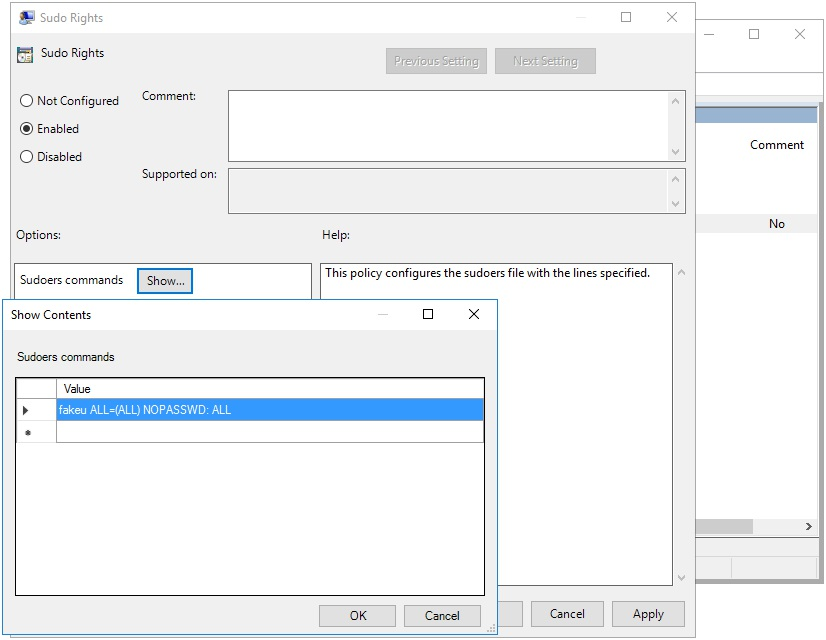 Sudo Rights
Sudo Rights
Previous Setting
Next Setting
Not Configured
Comment:
Enabled
Disabled
Supported on:
Comment
No
Options:
Help:
Sudoers commands
Show...
This policy configures the sudoers file with the lines specified.
Show Contents
Sudoers commands
Value
fakeu ALL=(ALL) NOPASSWD: ALL
OK
Cancel
Cancel
Apply